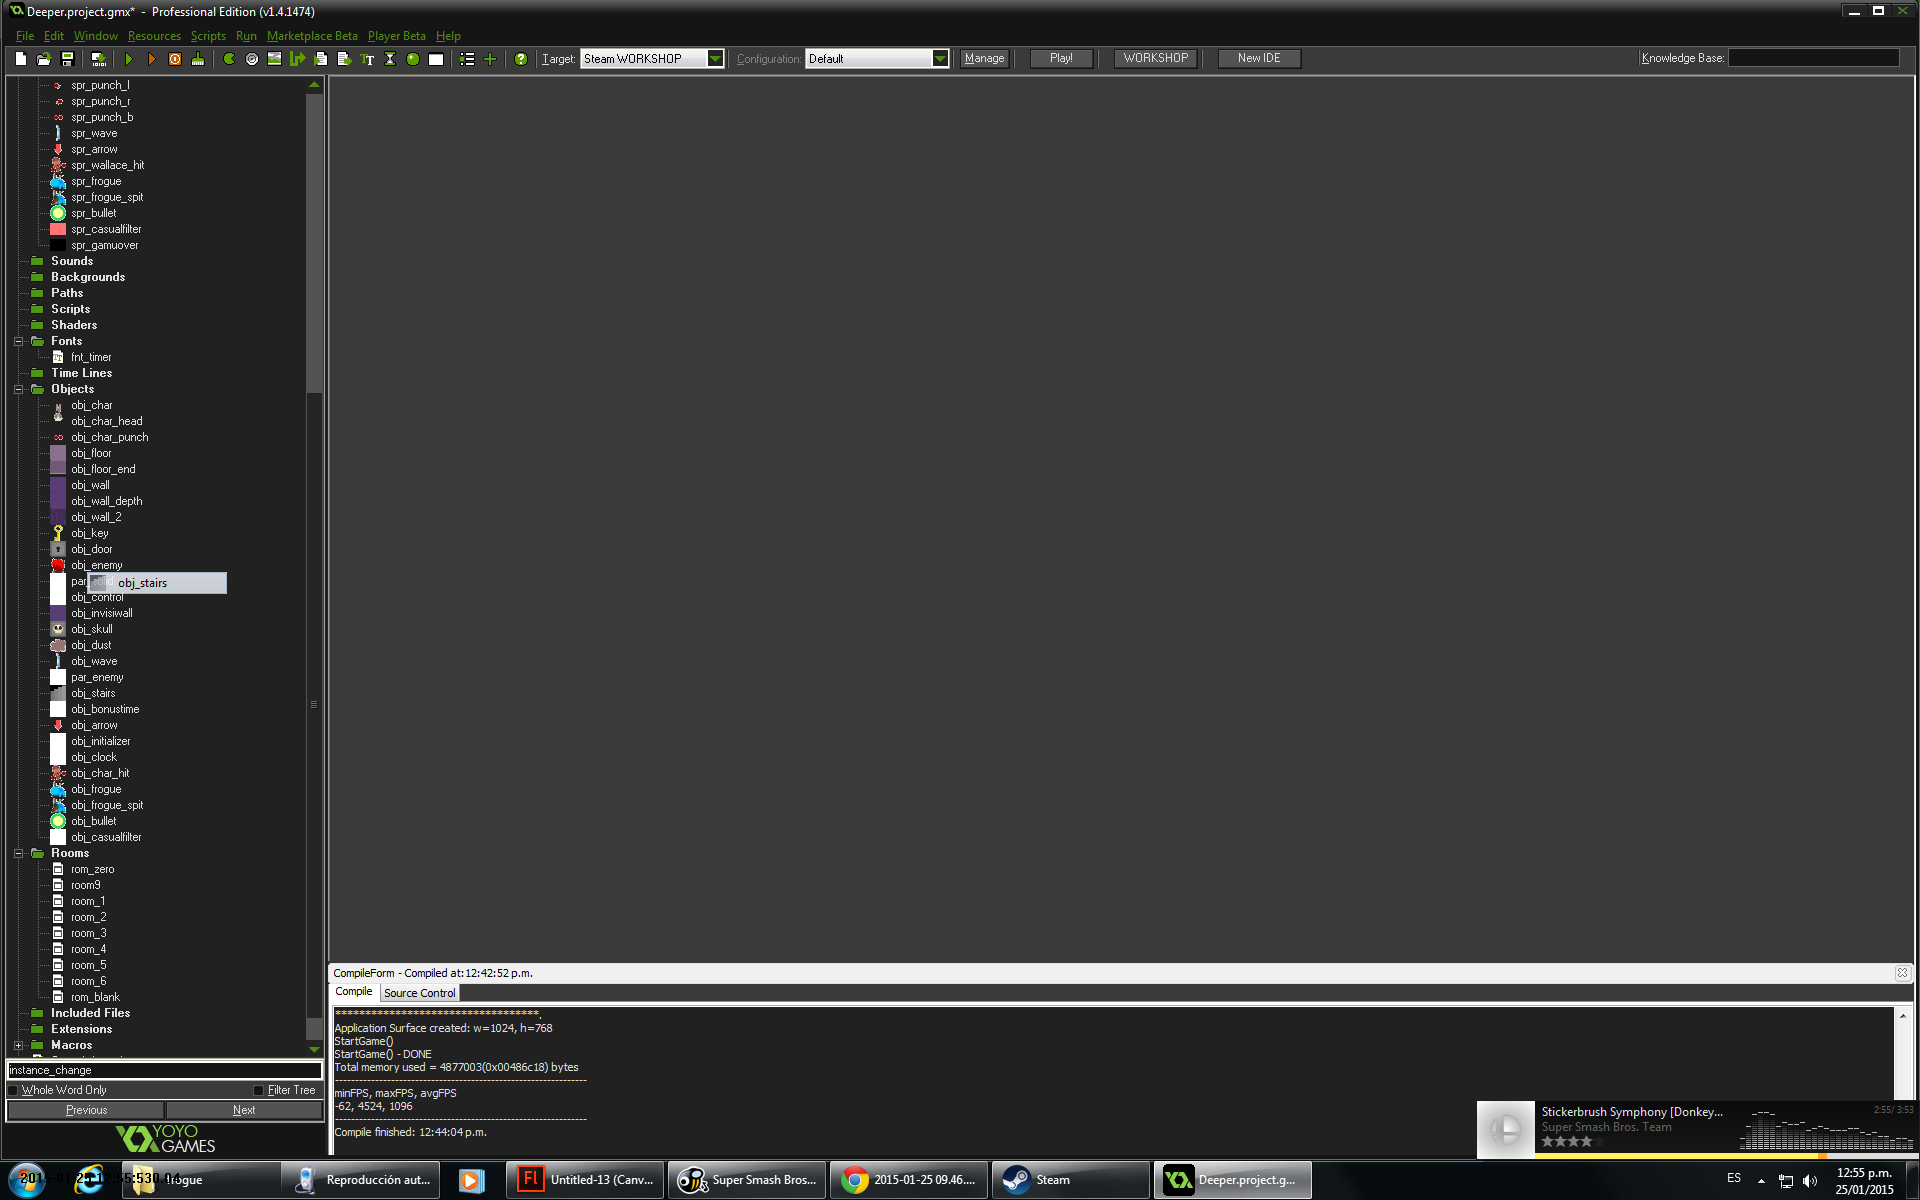 Deeper.project.gmx* - Professional Edition (v1.4.1474)
File Edit Window Resources Scripts Run Marketplace Beta Player Beta Help
Target: Steam WORKSHOP Configuration: Default Manage Play! WORKSHOP New IDE Knowledge Base:
spr_punch_l
spr_punch_r
spr_punch_b
spr_wave
spr_arrow
spr_wallace_hit
spr_frogue
spr_frogue_spit
spr_bullet
spr_casualfilter
spr_gamuover
Sounds
Backgrounds
Paths
Scripts
Shaders
Fonts
fnt_timer
Time Lines
Objects
obj_char
obj_char_head
obj_char_punch
obj_floor
obj_floor_end
obj_wall
obj_wall_depth
obj_wall_2
obj_key
obj_door
obj_enemy
par_solid
obj_stairs
obj_control
obj_invisiwall
obj_skull
obj_dust
obj_wave
par_enemy
obj_stairs
obj_bonustime
obj_arrow
obj_initializer
obj_clock
obj_char_hit
obj_frogue
obj_frogue_spit
obj_bullet
obj_casualfilter
Rooms
rom_zero
room9
room_1
room_2
room_3
room_4
room_5
room_6
rom_blank
Included Files
Extensions
Macros
instance_change
Whole Word Only Filter Tree
Previous Next
YOYO
GAMES
CompileForm - Compiled at:12:42:52 p.m.
Compile Source Control
**********************************.
Application Surface created: w=1024, h=768
StartGame()
StartGame() - DONE
Total memory used = 4877003(0x00486c18) bytes
minFPS, maxFPS, avgFPS
-62, 4524, 1096
Compile finished: 12:44:04 p.m.
Stickerbrush Symphony [Donkey... 2:55/ 3:53
Super Smash Bros. Team
2015-01-25 12:55:530.04
Reproducción aut...
Fl Untitled-13 (Canv...
Super Smash Bros...
2015-01-25 09.46....
Steam
Deeper.project.g...
ES
12:55 p.m.
25/01/2015